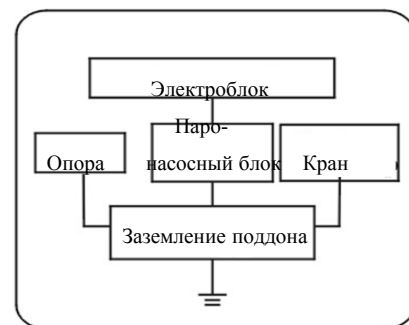 Электроблок
Паро-
насосный блок
Опора
Кран
Заземление поддона